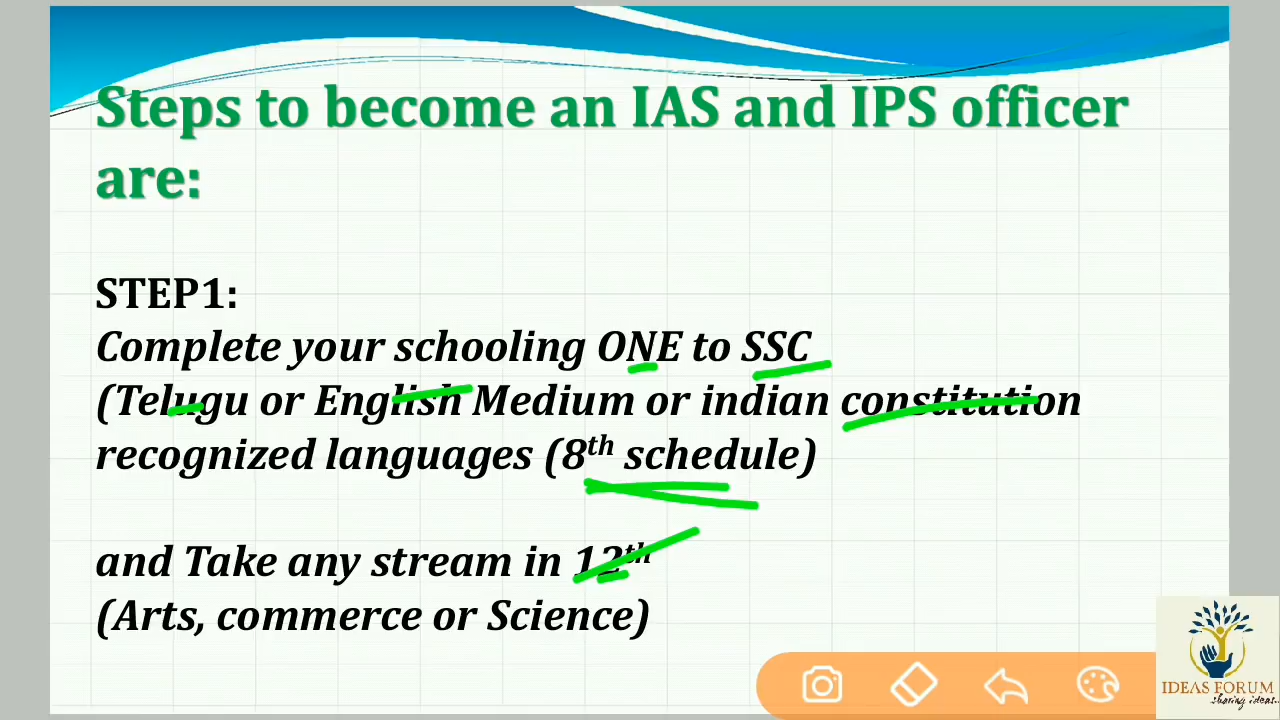 Steps to become an IAS and IPS officer
are:
STEP1:
Complete your schooling ONE to SSC
(Telugu or English Medium or indian constitution
recognized languages (8th schedule)
and Take any stream in 12th
(Arts, commerce or Science)
IDEAS FORUM
sharing ideas